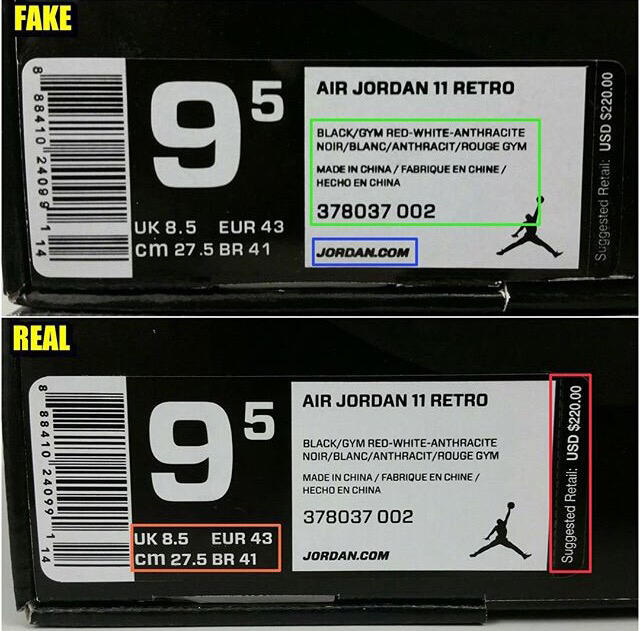 FAKE
8 88410 24099 1 14
9 5
UK 8.5 EUR 43
cm 27.5 BR 41
AIR JORDAN 11 RETRO
BLACK/GYM RED-WHITE-ANTHRACITE
NOIR/BLANC/ANTHRACIT/ROUGE GYM
MADE IN CHINA / FABRIQUE EN CHINE /
HECHO EN CHINA
378037 002
JORDAN.COM
Suggested Retail: USD $220.00
REAL
8 88410 24099 1 14
9 5
UK 8.5 EUR 43
cm 27.5 BR 41
AIR JORDAN 11 RETRO
BLACK/GYM RED-WHITE-ANTHRACITE
NOIR/BLANC/ANTHRACIT/ROUGE GYM
MADE IN CHINA / FABRIQUE EN CHINE /
HECHO EN CHINA
378037 002
JORDAN.COM
Suggested Retail: USD $220.00